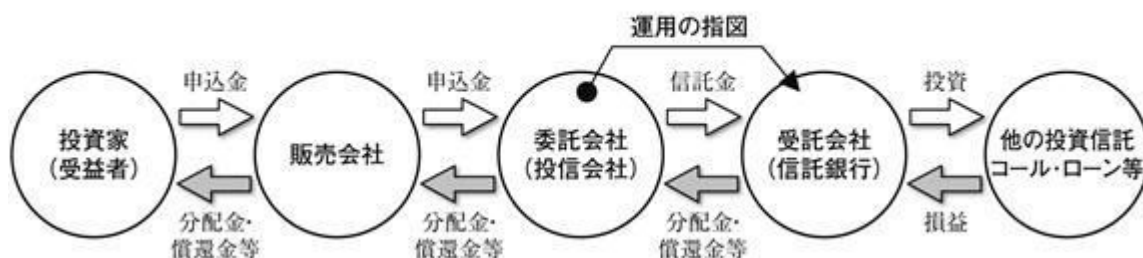 運用の指図
申込金
申込金
信託金
投資
投資家
(受益者)
販売会社
委託会社
(投信会社)
受託会社
(信託銀行)
他の投資信託
コール・ローン等
分配金・
償還金等
分配金・
償還金等
分配金・
償還金等
損益